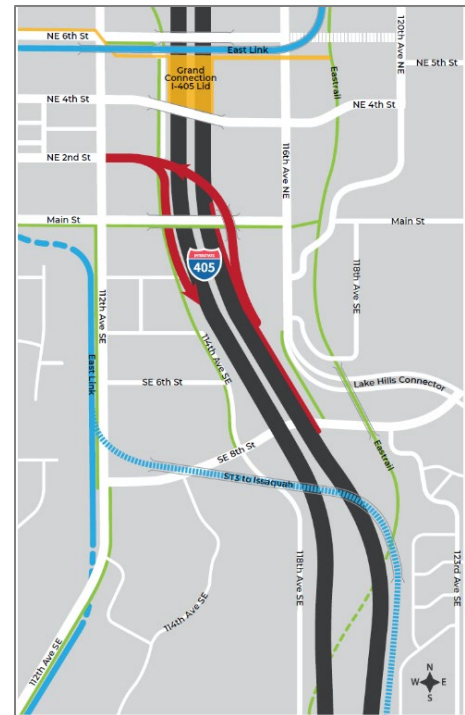 NE 6th St
East Link
120th Ave NE
NE 5th St
Grand
Connection
I-405 Lid
Eastrail
NE 4th St
NE 4th St
NE 2nd St
116th Ave NE
Main St
Main St
INTERSTATE
405
118th Ave SE
112th Ave SE
East Link
114th Ave SE
SE 6th St
Lake Hills Connector
SE 8th St
Eastrail
ST3 to Issaquah
118th Ave SE
123rd Ave SE
114th Ave SE
112th Ave SE
N
W E
S